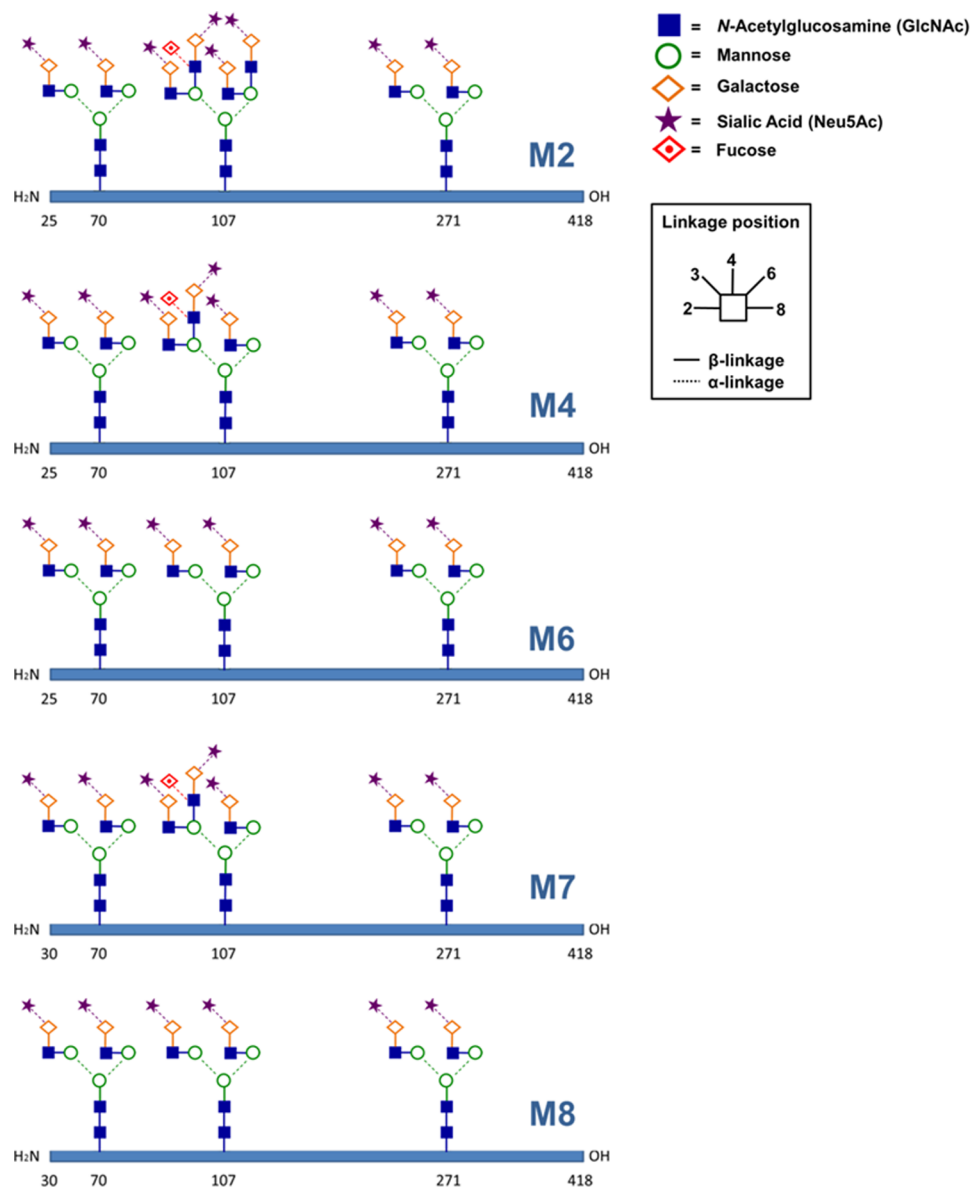 = N-Acetylglucosamine (GlcNAc)
= Mannose
= Galactose
= Sialic Acid (Neu5Ac)
= Fucose
Linkage position
4
3 6
2 8
β-linkage
α-linkage
M2
H₂N OH
25 70 107 271 418
M4
H₂N OH
25 70 107 271 418
M6
H₂N OH
25 70 107 271 418
M7
H₂N OH
30 70 107 271 418
M8
H₂N OH
30 70 107 271 418